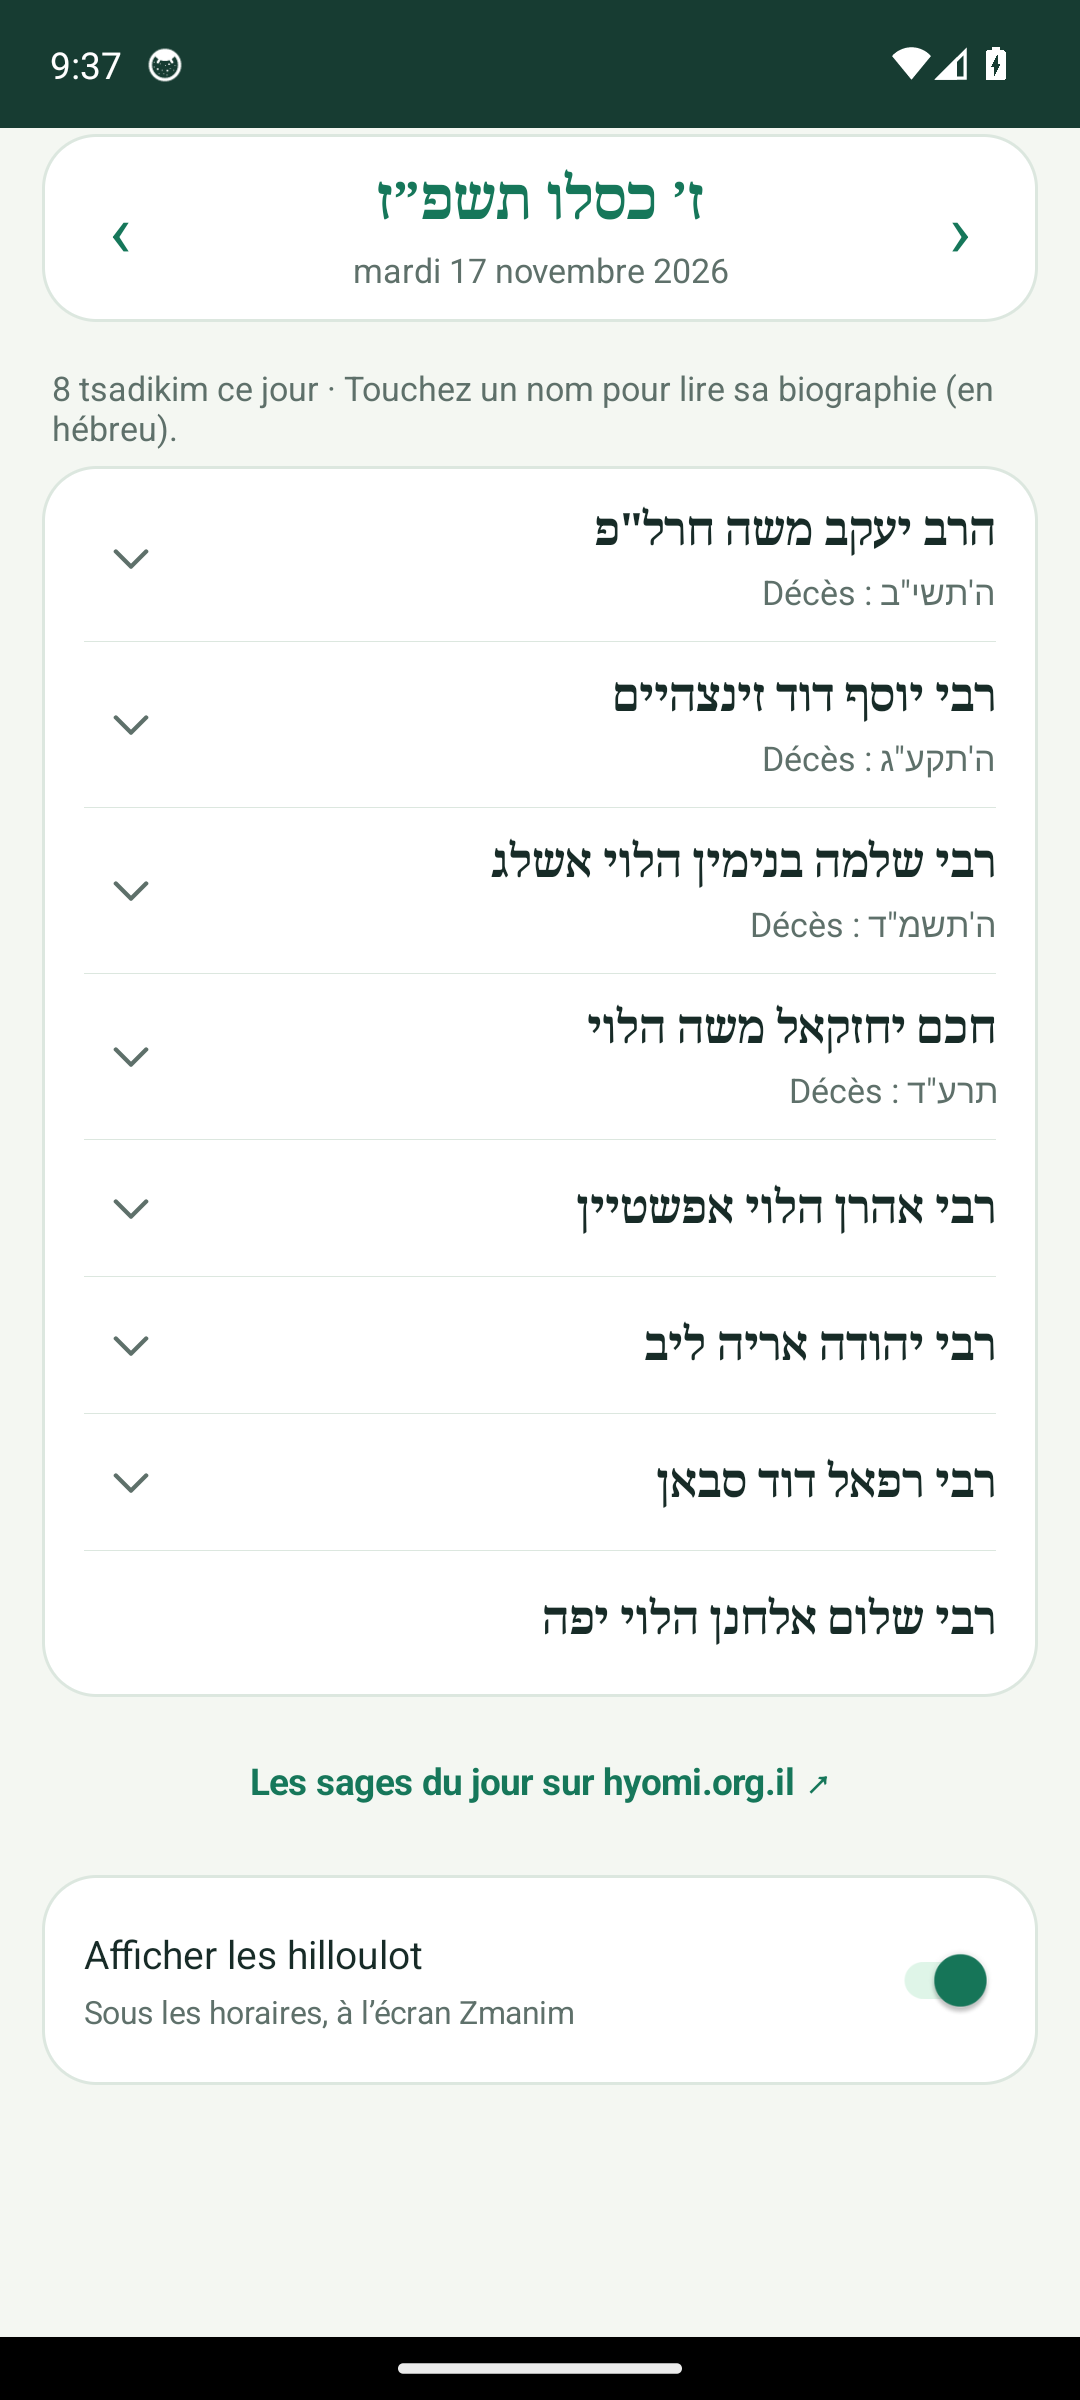 9:37
ז׳ כסלו תשפ״ז
mardi 17 novembre 2026
8 tsadikim ce jour · Touchez un nom pour lire sa biographie (en
hébreu).
הרב יעקב משה חרל"פ
Décès : ה'תשי"ב
רבי יוסף דוד זינצהיים
Décès : ה'תקע"ג
רבי שלמה בנימין הלוי אשלג
Décès : ה'תשמ"ד
חכם יחזקאל משה הלוי
Décès : תרע"ד
רבי אהרן הלוי אפשטיין
רבי יהודה אריה ליב
רבי רפאל דוד סבאן
רבי שלום אלחנן הלוי יפה
Les sages du jour sur hyomi.org.il ↗
Afficher les hilloulot
Sous les horaires, à l’écran Zmanim